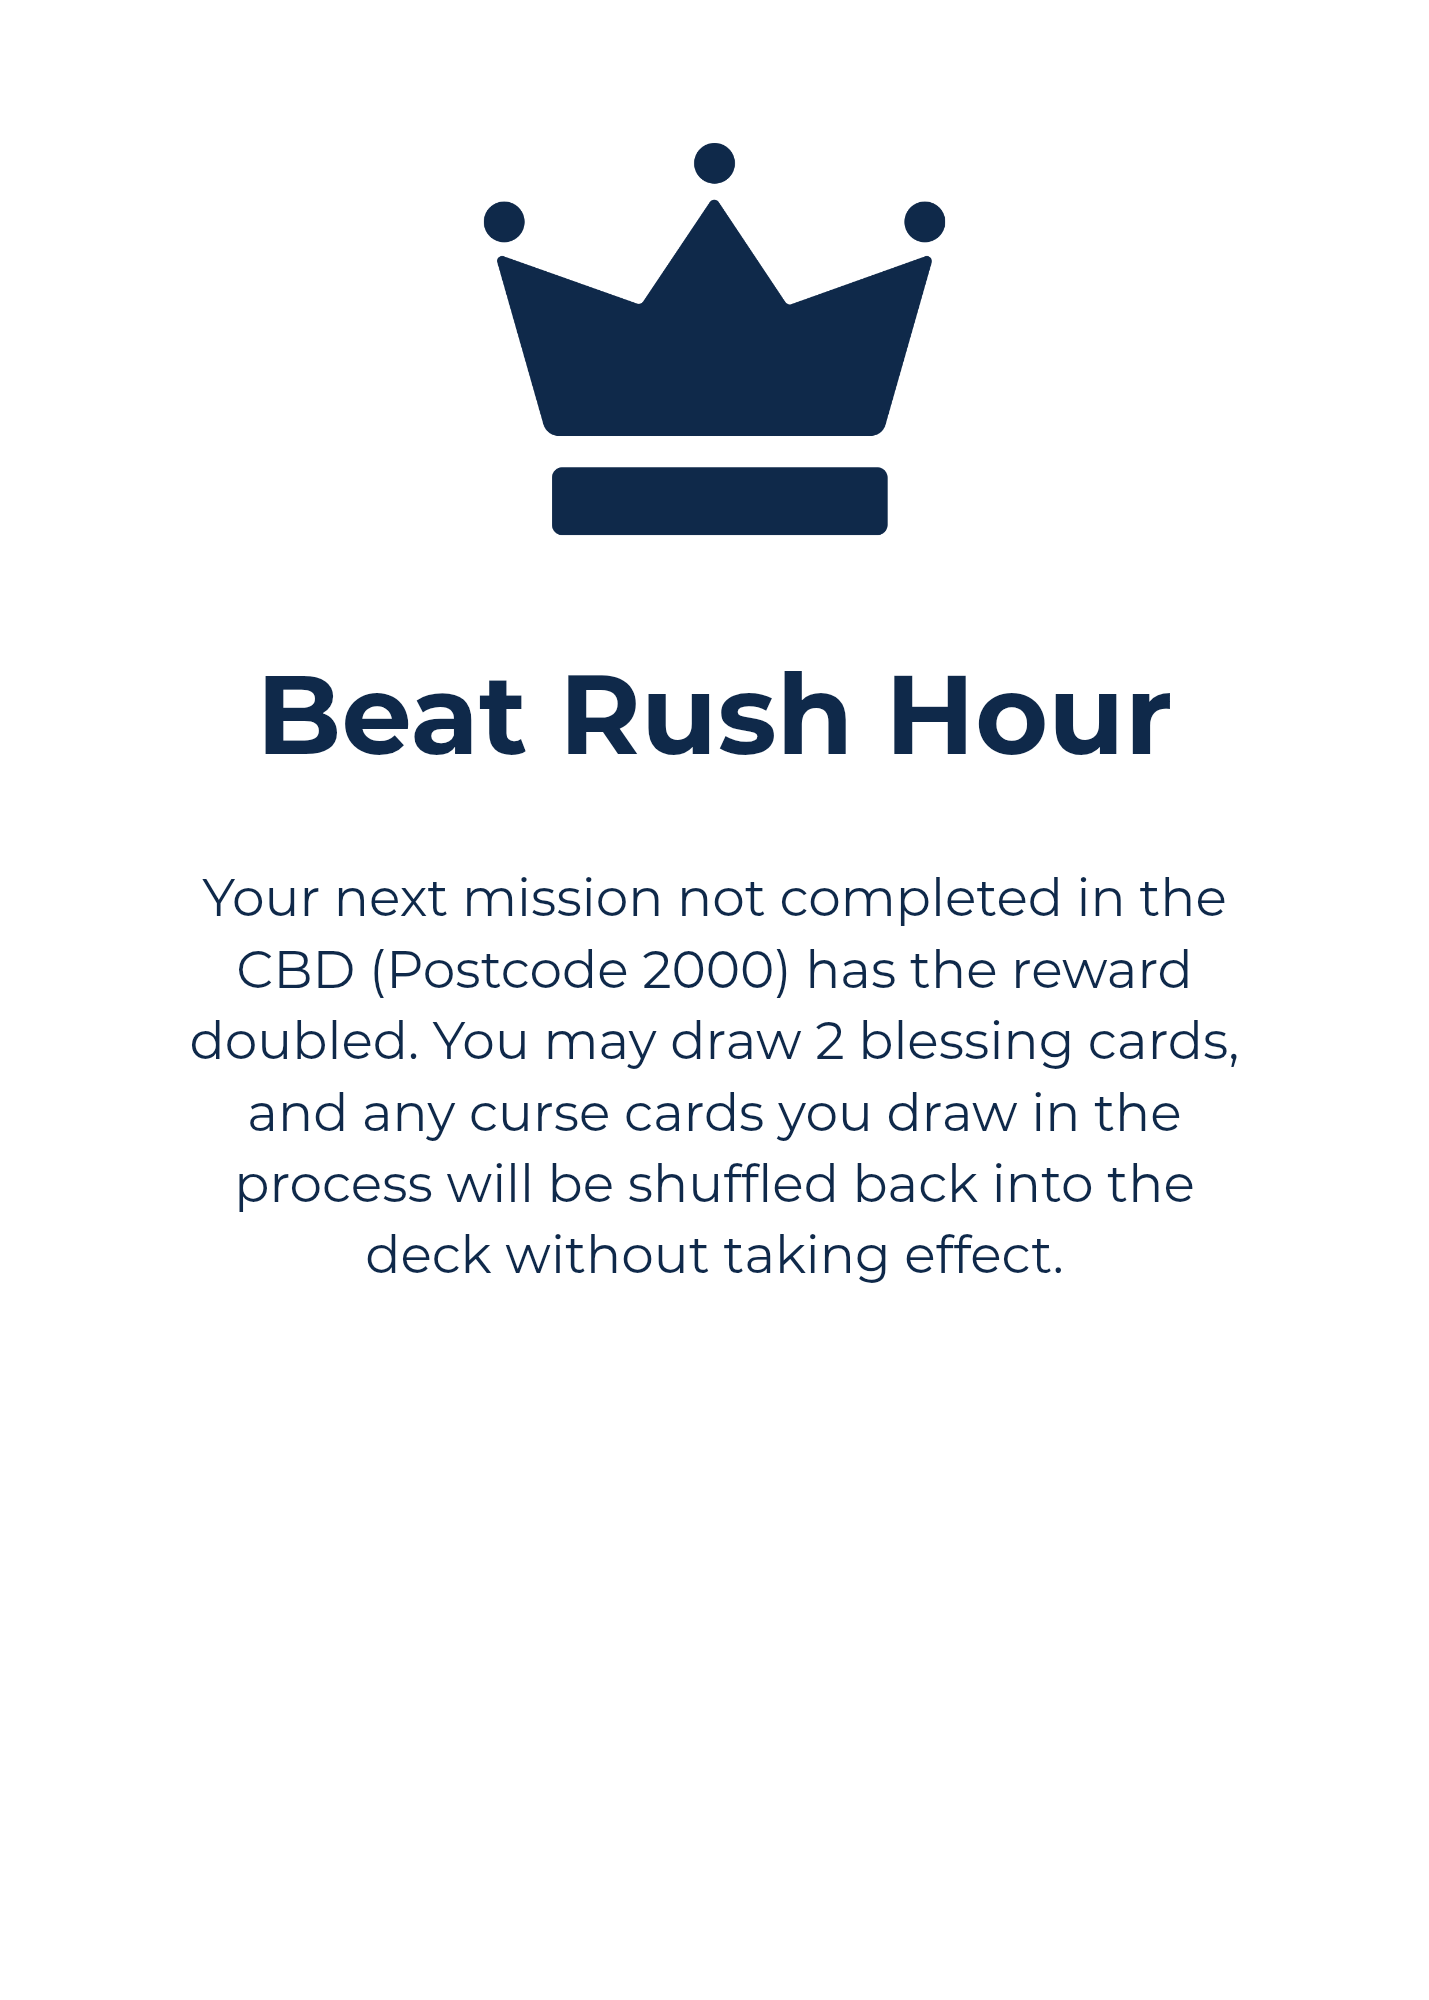 Beat Rush Hour
Your next mission not completed in the
CBD (Postcode 2000) has the reward
doubled. You may draw 2 blessing cards,
and any curse cards you draw in the
process will be shuffled back into the
deck without taking effect.